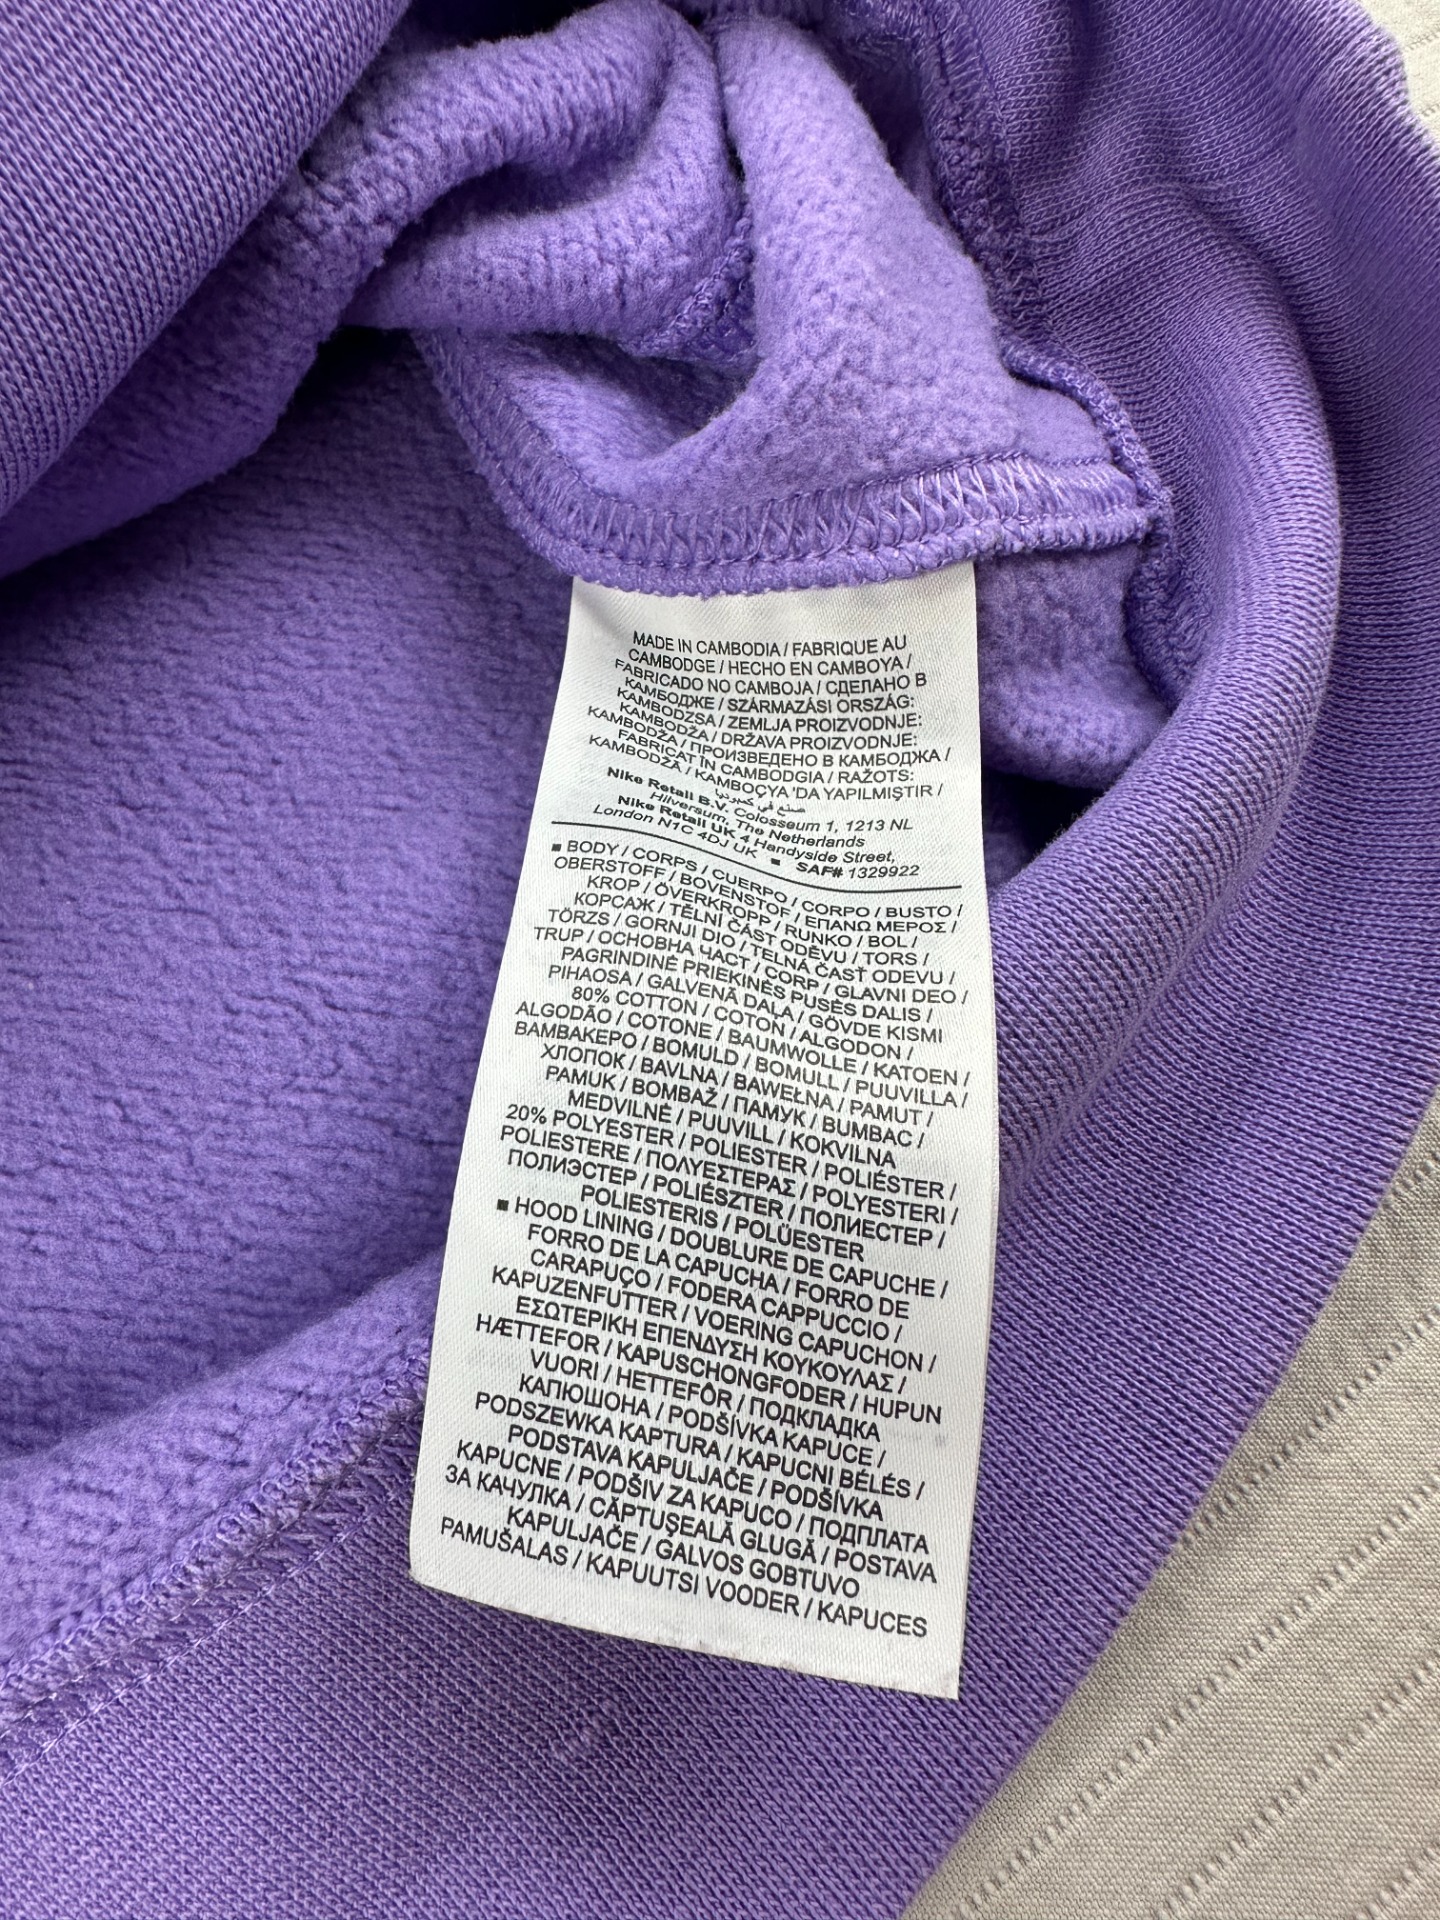 MADE IN CAMBODIA / FABRIQUE AU
CAMBODGE / HECHO EN CAMBOYA /
FABRICADO NO CAMBOJA / СДЕЛАНО В
КАМБОДЖЕ / SZÁRMAZÁSI ORSZÁG:
KAMBODZSA / ZEMLJA PROIZVODNJE:
KAMBODŽA / DRŽAVA PROIZVODNJE:
KAMBODŽA / ПРОИЗВЕДЕНО В КАМБОДЖА /
FABRICAT ÎN CAMBODGIA / RAŽOTS:
KAMBODŽĀ / KAMBOÇYA 'DA YAPILMIŞTIR /
صنع في كمبوديا
Nike Retail B.V. Colosseum 1, 1213 NL
Hilversum, The Netherlands
Nike Retail UK 4 Handyside Street,
London N1C 4DJ UK ■ SAF# 1329922
■ BODY / CORPS / CUERPO / CORPO / BUSTO /
OBERSTOFF / BOVENSTOF / ΕΠΑΝΩ ΜΕΡΟΣ /
KROP / ÖVERKROPP / RUNKO / BOL /
КОРСАЖ / TĚLNÍ ČÁST ODĚVU / TORS /
TÖRZS / GORNJI DIO / TELNÁ ČASŤ ODEVU /
TRUP / ОСНОВНА ЧАСТ / CORP / GLAVNI DEO /
PAGRINDINĖ PRIEKINĖS PUSĖS DALIS /
PIHAOSA / GALVENĀ DAĻA / GÖVDE KISMI
80% COTTON / COTON / ALGODON /
ALGODÃO / COTONE / BAUMWOLLE / KATOEN /
ΒΑΜΒΑΚΕΡΟ / BOMULD / BOMULL / PUUVILLA /
ХЛОПОК / BAVLNA / BAWEŁNA / PAMUT /
PAMUK / BOMBAŽ / ПАМУК / BUMBAC /
MEDVILNĖ / PUUVILL / KOKVILNA
20% POLYESTER / POLIESTER / POLIÉSTER /
POLIESTERE / ΠΟΛΥΕΣΤΕΡΑΣ / POLYESTERI /
ПОЛИЭСТЕР / POLIÉSZTER / ПОЛИЕСТЕР /
POLIESTERIS / POLÜESTER
■ HOOD LINING / DOUBLURE DE CAPUCHE /
FORRO DE LA CAPUCHA / FORRO DE
CARAPUÇO / FODERA CAPPUCCIO /
KAPUZENFUTTER / VOERING CAPUCHON /
ΕΣΩΤΕΡΙΚΗ ΕΠΕΝΔΥΣΗ ΚΟΥΚΟΥΛΑΣ /
HÆTTEFOR / KAPUSCHONGFODER / HUPUN
VUORI / HETTEFÔR / ПОДКЛАДКА
КАПЮШОНА / PODŠÍVKA KAPUCE /
PODSZEWKA KAPTURA / KAPUCNI BÉLÉS /
PODSTAVA KAPULJAČE / PODŠÍVKA
KAPUCNE / PODŠIV ZA KAPUCO / ПОДПЛАТА
ЗА КАЧУЛКА / CĂPTUŞEALĂ GLUGĂ / POSTAVA
KAPULJAČE / GALVOS GOBTUVO
PAMUŠALAS / KAPUUTSI VOODER / KAPUCES